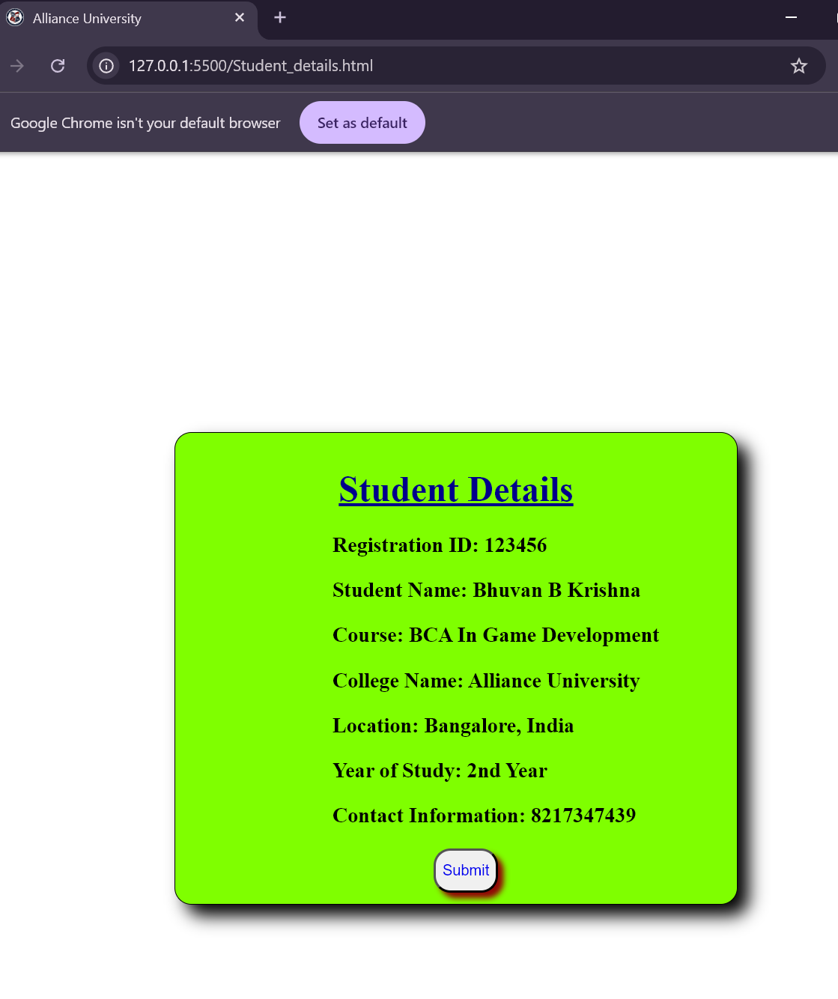 Alliance University
127.0.0.1:5500/Student_details.html
Google Chrome isn't your default browser Set as default
Student Details
Registration ID: 123456
Student Name: Bhuvan B Krishna
Course: BCA In Game Development
College Name: Alliance University
Location: Bangalore, India
Year of Study: 2nd Year
Contact Information: 8217347439
Submit